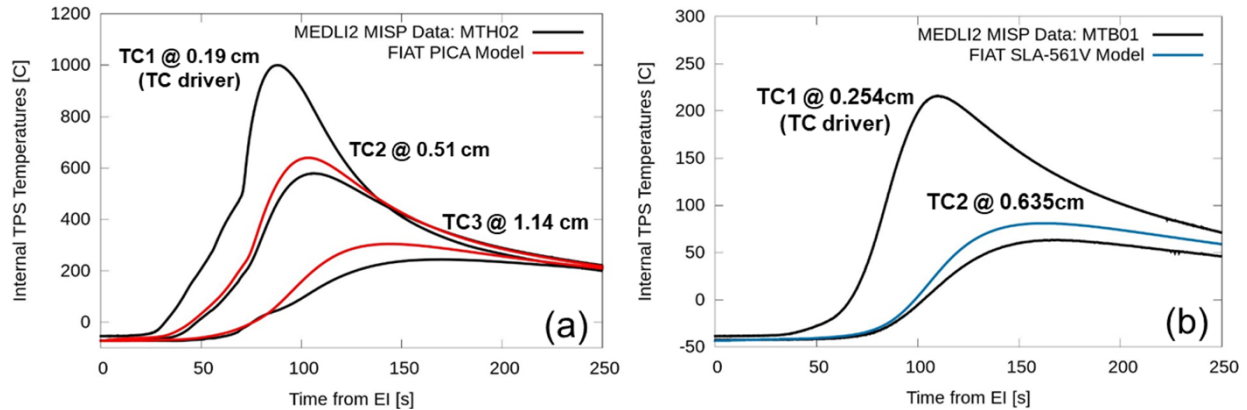 1200
1000
800
600
400
200
0
Internal TPS Temperatures [C]
MEDLI2 MISP Data: MTH02
FIAT PICA Model
TC1 @ 0.19 cm
(TC driver)
TC2 @ 0.51 cm
TC3 @ 1.14 cm
(a)
0 50 100 150 200 250
Time from EI [s]
300
250
200
150
100
50
0
-50
Internal TPS Temperatures [C]
MEDLI2 MISP Data: MTB01
FIAT SLA-561V Model
TC1 @ 0.254cm
(TC driver)
TC2 @ 0.635cm
(b)
0 50 100 150 200 250
Time from EI [s]